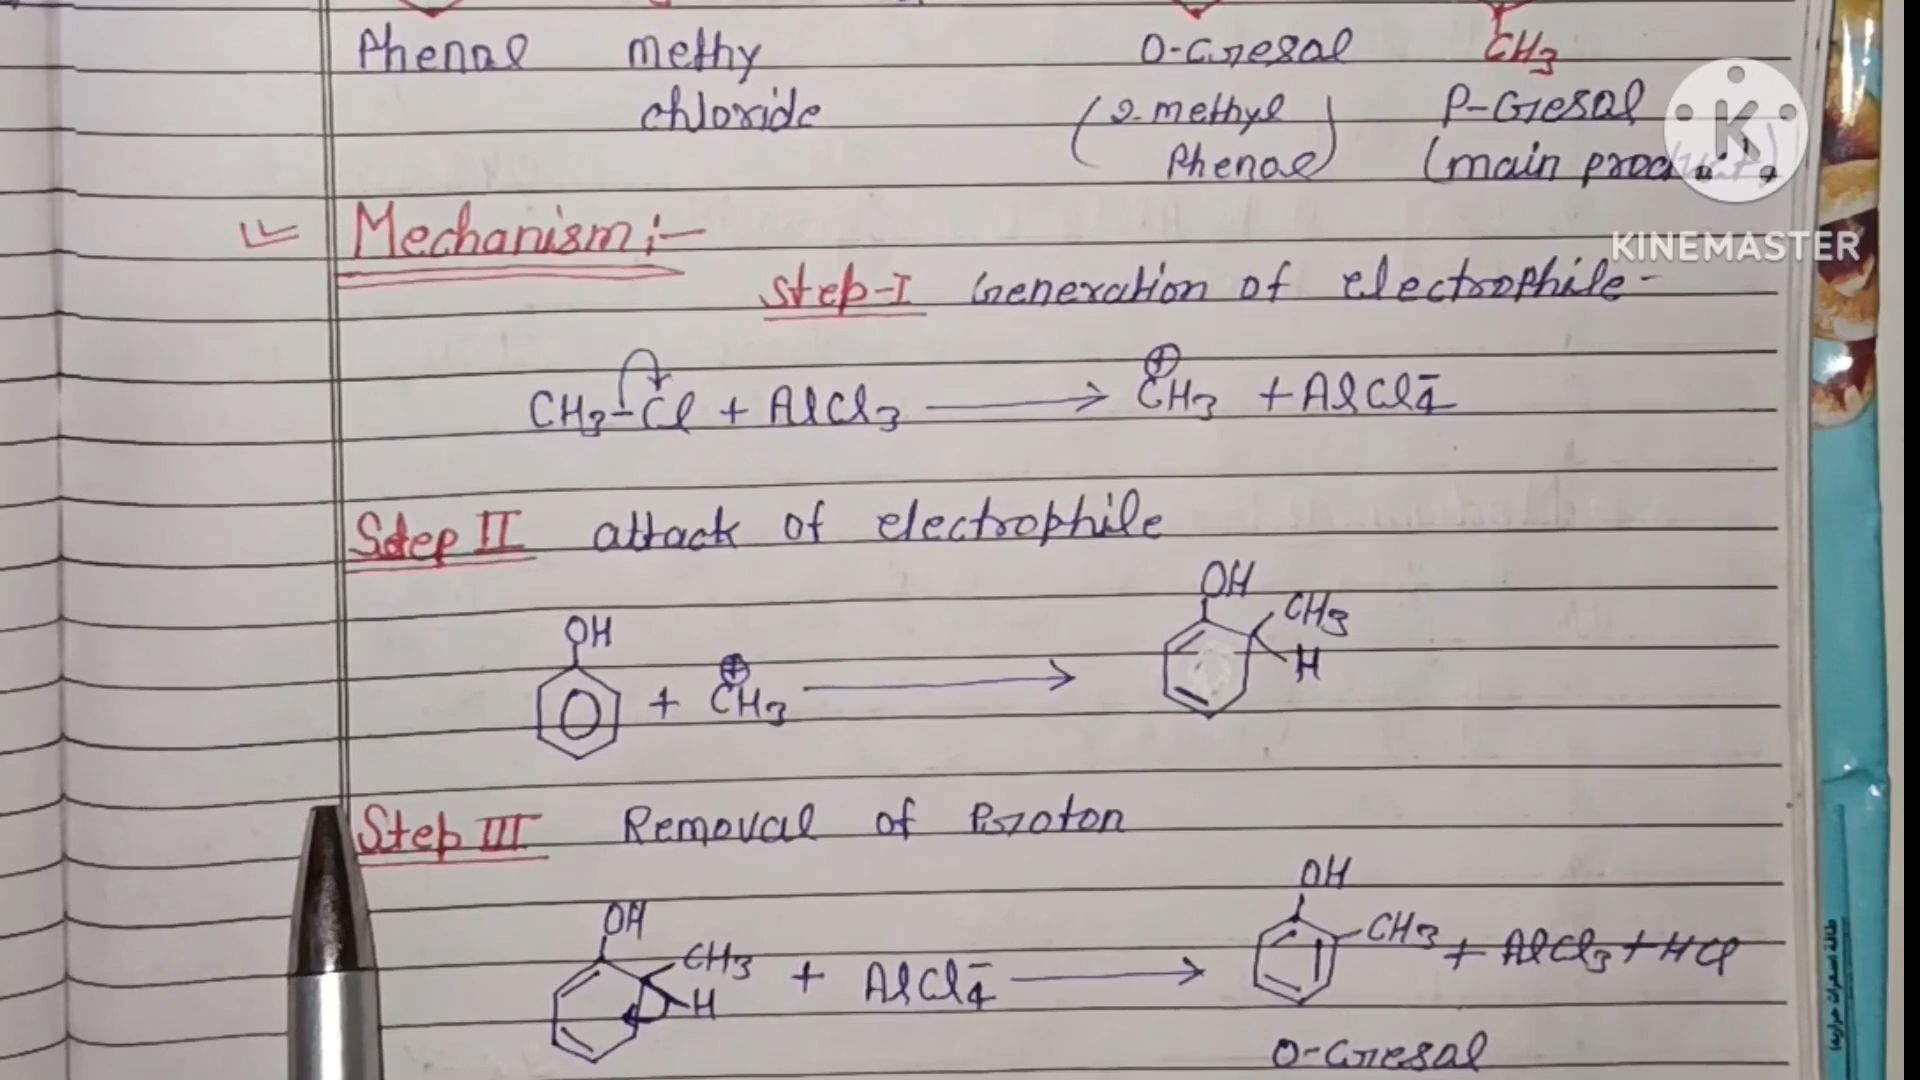 CH3
Phenol methy O-Cresol
chloride (2-methyl P-Cresol
Phenol) (main product)
KINEMASTER
Mechanism:-
Step-I Generation of electrophile-
CH3-Cl + AlCl3 → ⊕CH3 + AlCl4-
Step II attack of electrophile
OH
OH CH3
H
+ ⊕CH3 →
Step III Removal of Proton
OH
OH
CH3 + AlCl4- → CH3 + AlCl3 + HCl
H
O-Cresol